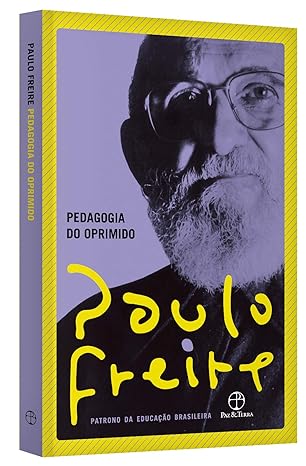 PAULO FREIRE PEDAGOGIA DO OPRIMIDO
PEDAGOGIA
DO OPRIMIDO
Paulo
Freire
PATRONO DA EDUCAÇÃO BRASILEIRA
PAZ & TERRA